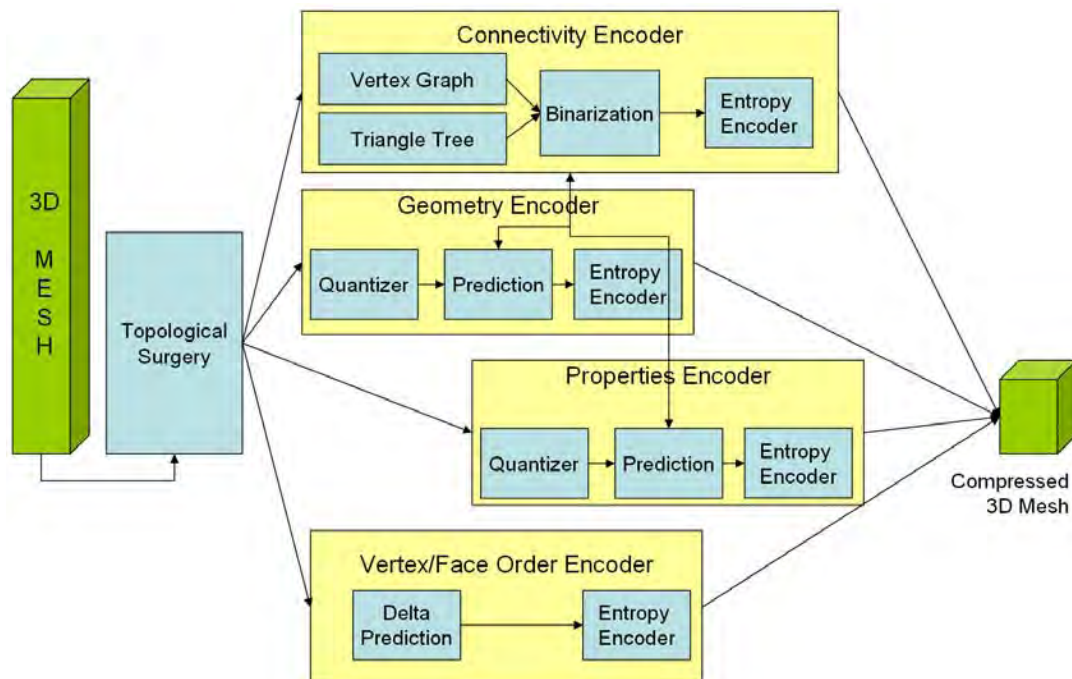 3D
M
E
S
H
Topological
Surgery
Connectivity Encoder
Vertex Graph
Triangle Tree
Binarization
Entropy
Encoder
Geometry Encoder
Quantizer
Prediction
Entropy
Encoder
Properties Encoder
Quantizer
Prediction
Entropy
Encoder
Vertex/Face Order Encoder
Delta
Prediction
Entropy
Encoder
Compressed
3D Mesh